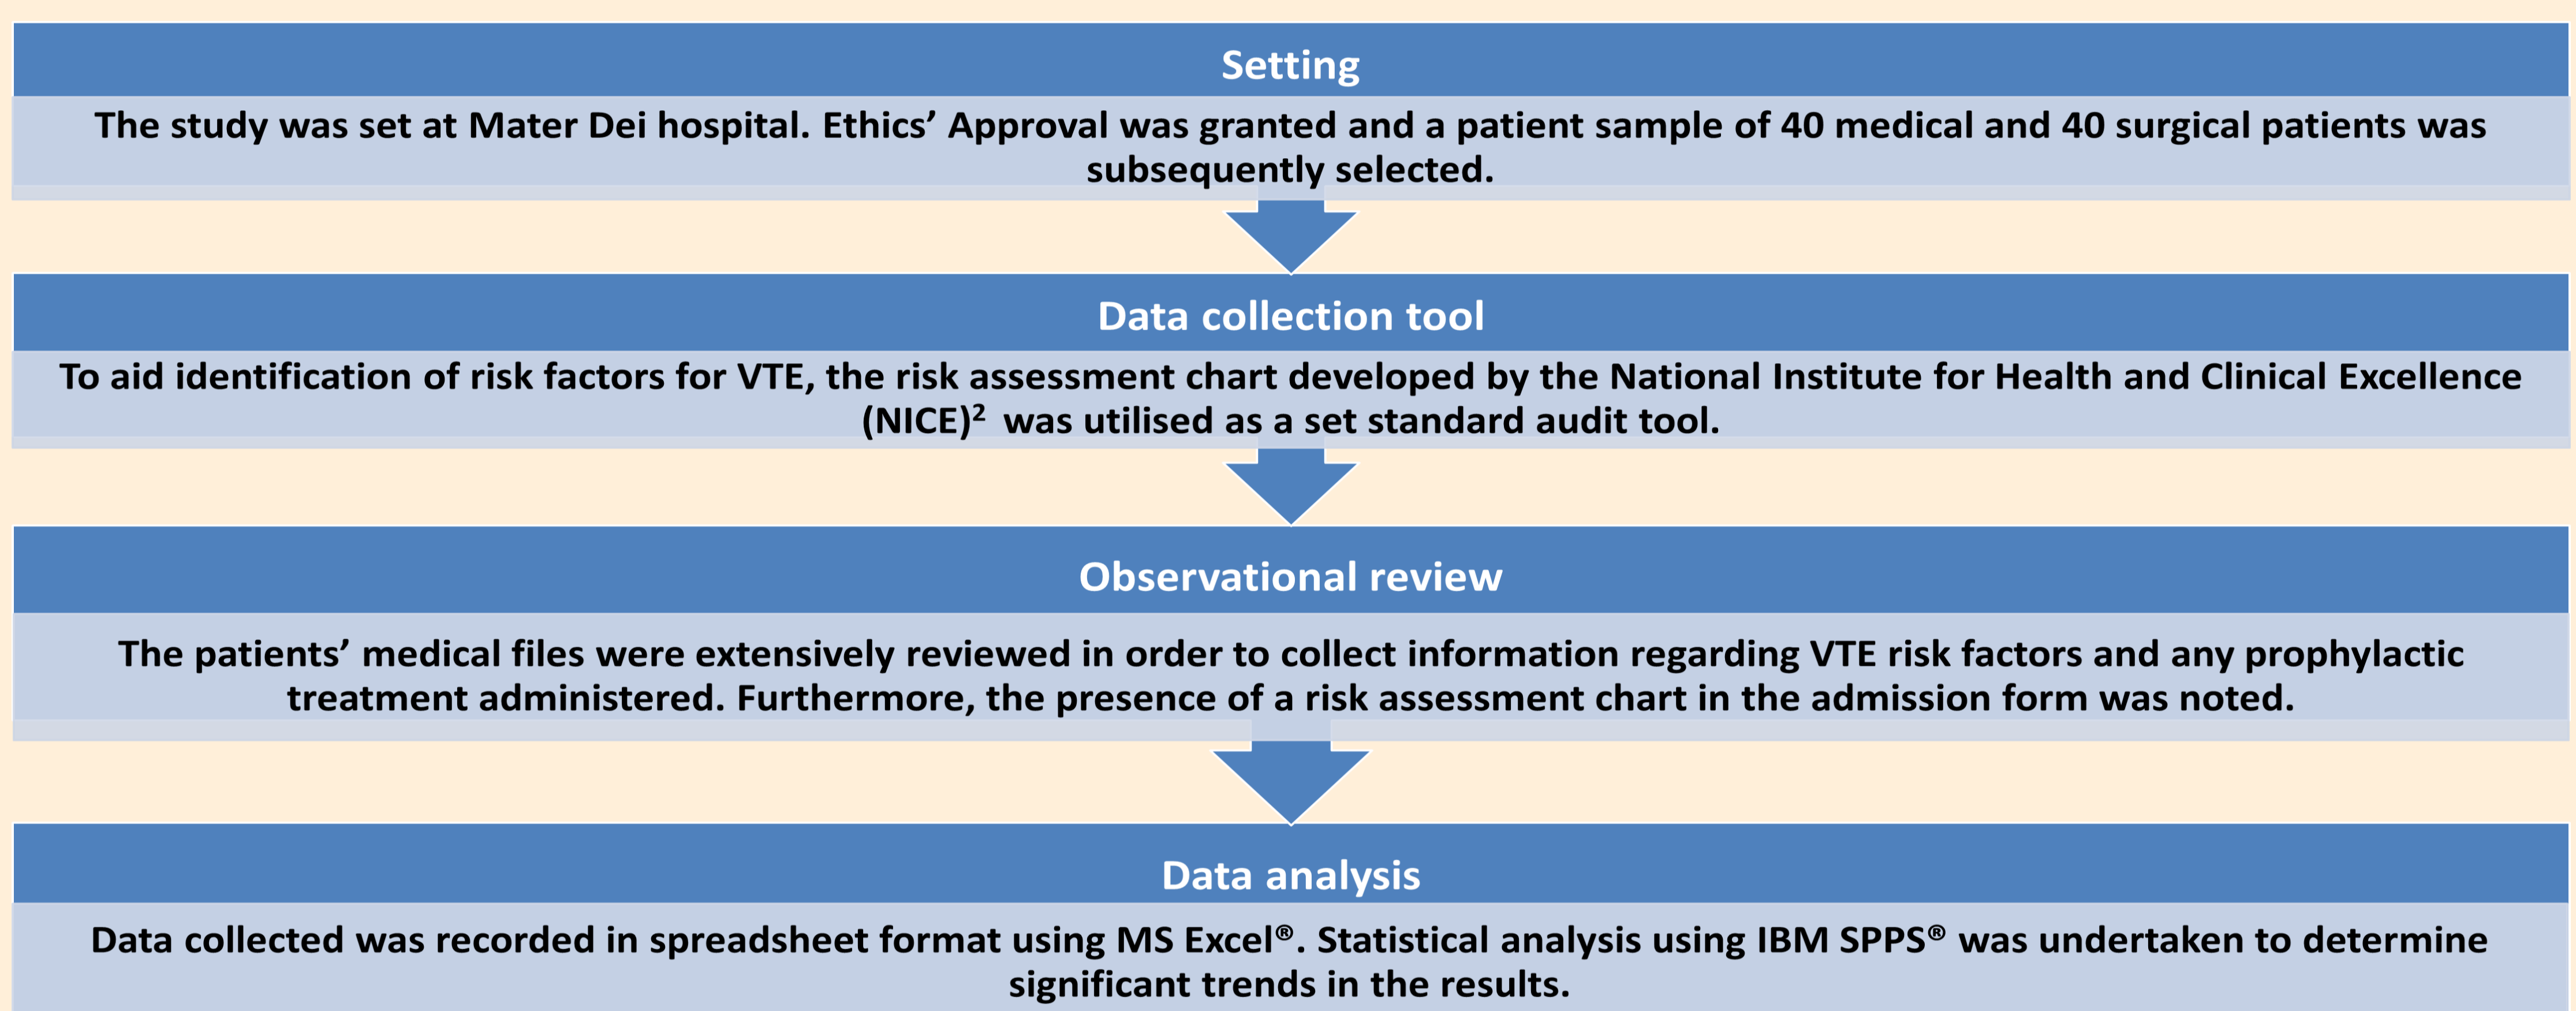 Setting
The study was set at Mater Dei hospital. Ethics’ Approval was granted and a patient sample of 40 medical and 40 surgical patients was
subsequently selected.
Data collection tool
To aid identification of risk factors for VTE, the risk assessment chart developed by the National Institute for Health and Clinical Excellence
(NICE)² was utilised as a set standard audit tool.
Observational review
The patients’ medical files were extensively reviewed in order to collect information regarding VTE risk factors and any prophylactic
treatment administered. Furthermore, the presence of a risk assessment chart in the admission form was noted.
Data analysis
Data collected was recorded in spreadsheet format using MS Excel®. Statistical analysis using IBM SPPS® was undertaken to determine
significant trends in the results.